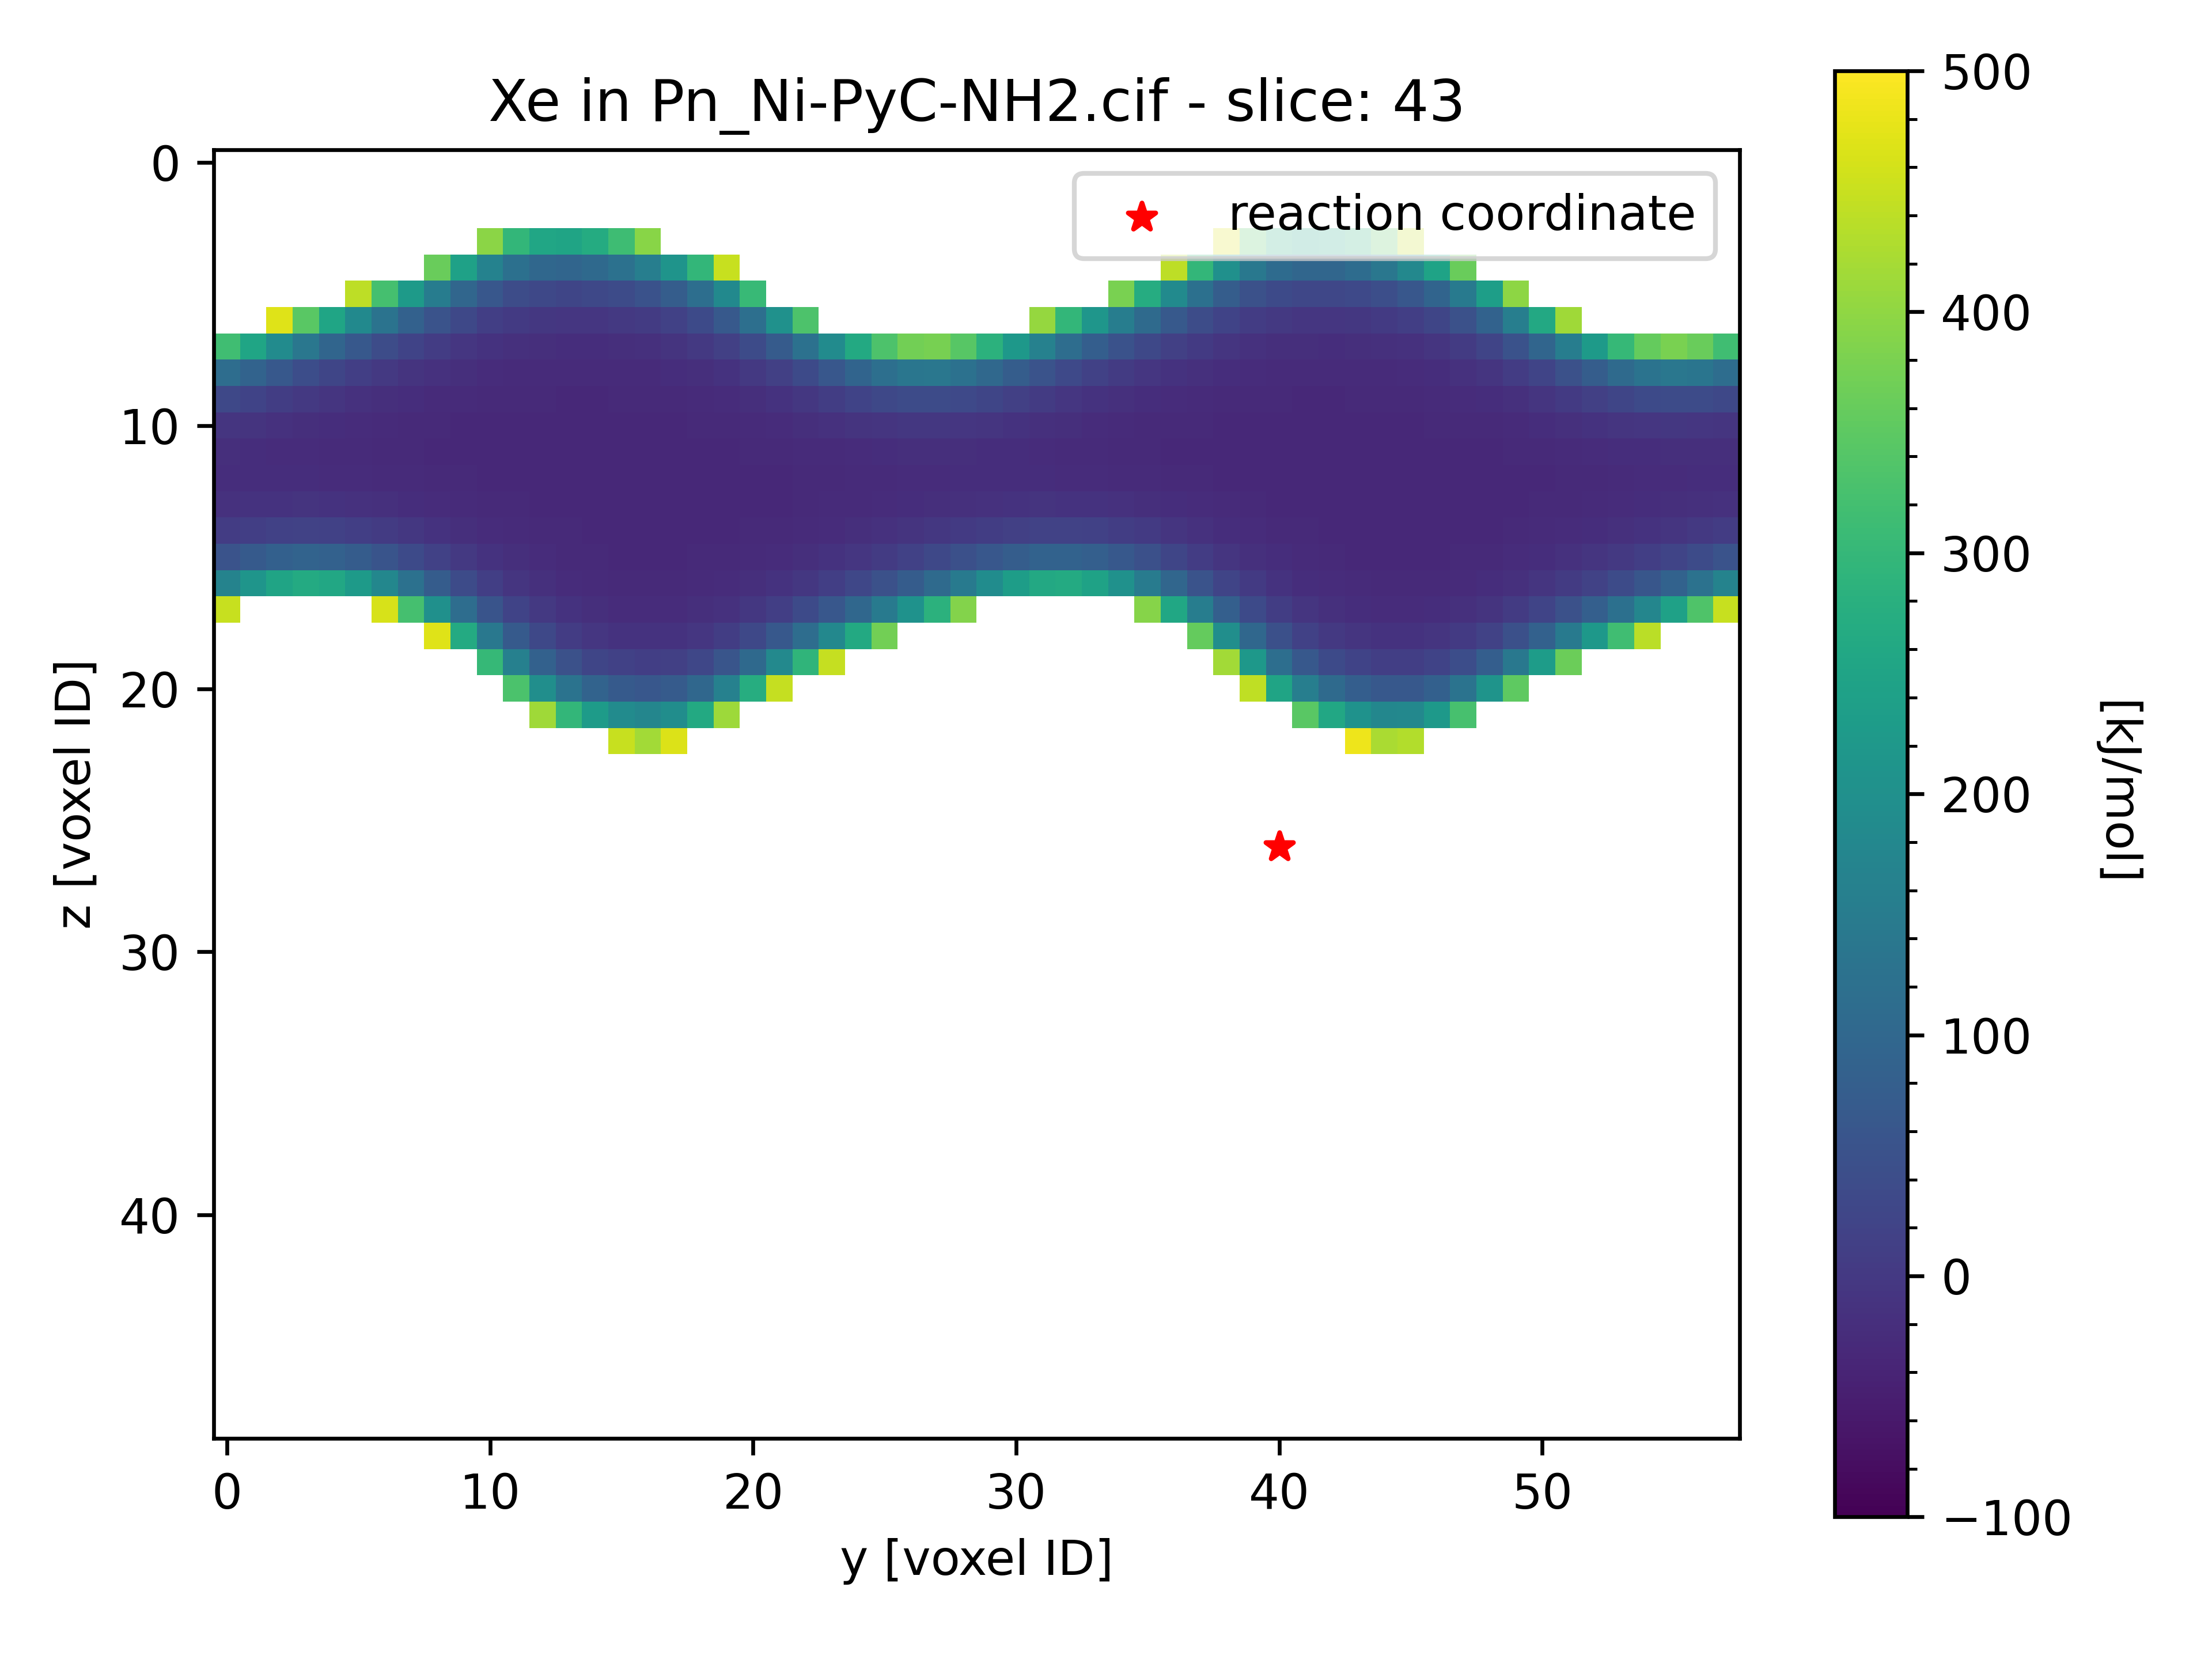 Xe in Pn_Ni-PyC-NH2.cif - slice: 43
reaction coordinate
0
10
20
30
40
z [voxel ID]
0 10 20 30 40 50
y [voxel ID]
500
400
300
200
100
0
−100
[kJ/mol]